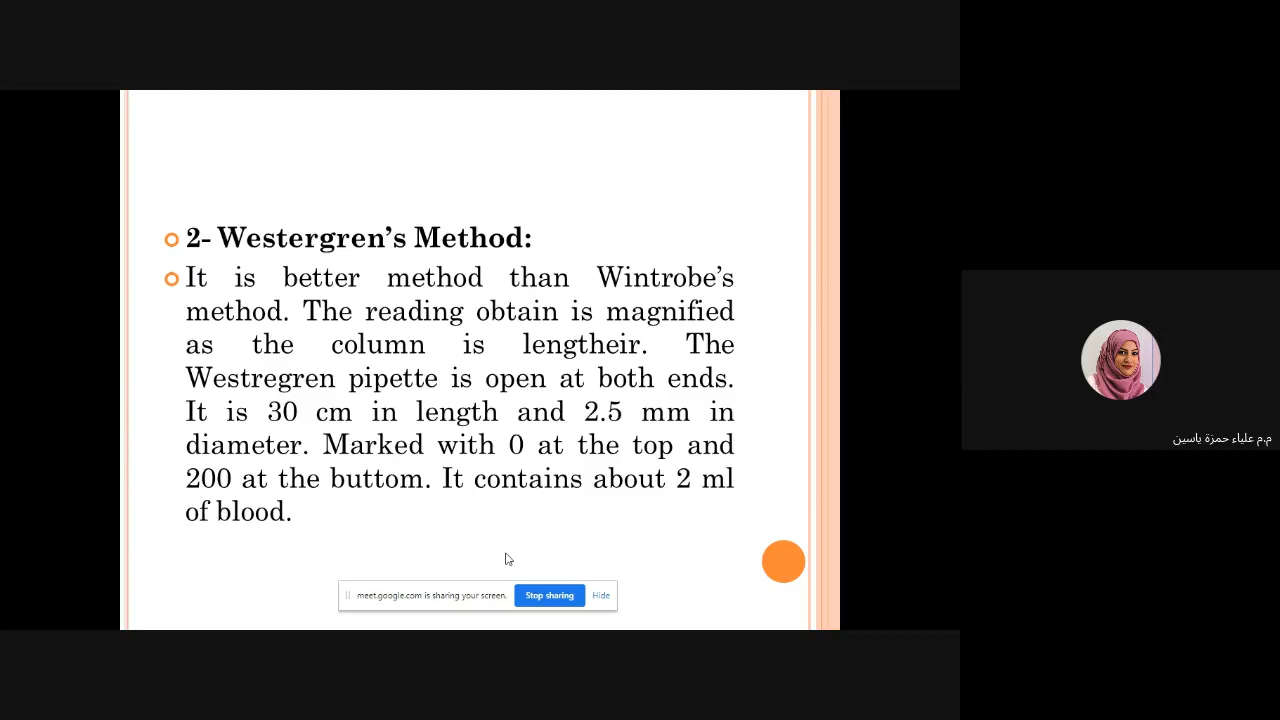 2- Westergren’s Method:
It is better method than Wintrobe’s
method. The reading obtain is magnified
as the column is lengtheir. The
Westregren pipette is open at both ends.
It is 30 cm in length and 2.5 mm in
diameter. Marked with 0 at the top and
200 at the buttom. It contains about 2 ml
of blood.
meet.google.com is sharing your screen. Stop sharing Hide
م.م علياء حمزة ياسين